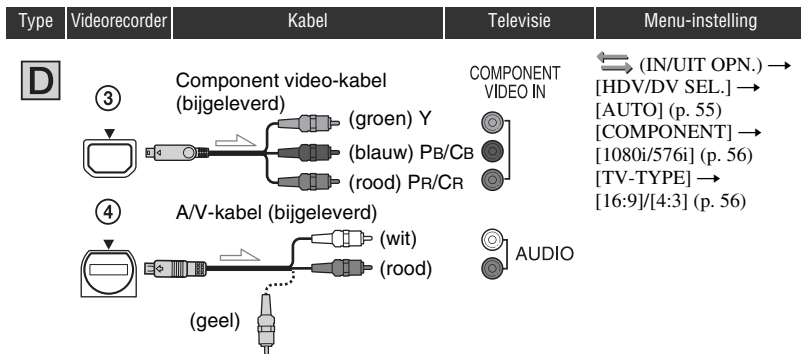 Type Videorecorder Kabel Televisie Menu-instelling
D
③
Component video-kabel
(bijgeleverd)
(groen) Y
(blauw) PB/CB
(rood) PR/CR
COMPONENT
VIDEO IN
(IN/UIT OPN.) →
[HDV/DV SEL.] →
[AUTO] (p. 55)
[COMPONENT] →
[1080i/576i] (p. 56)
[TV-TYPE] →
[16:9]/[4:3] (p. 56)
④
A/V-kabel (bijgeleverd)
(wit)
(rood)
(geel)
AUDIO